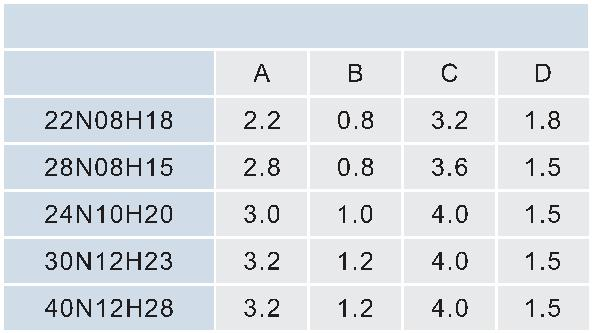 A B C D
22N08H18 2.2 0.8 3.2 1.8
28N08H15 2.8 0.8 3.6 1.5
24N10H20 3.0 1.0 4.0 1.5
30N12H23 3.2 1.2 4.0 1.5
40N12H28 3.2 1.2 4.0 1.5